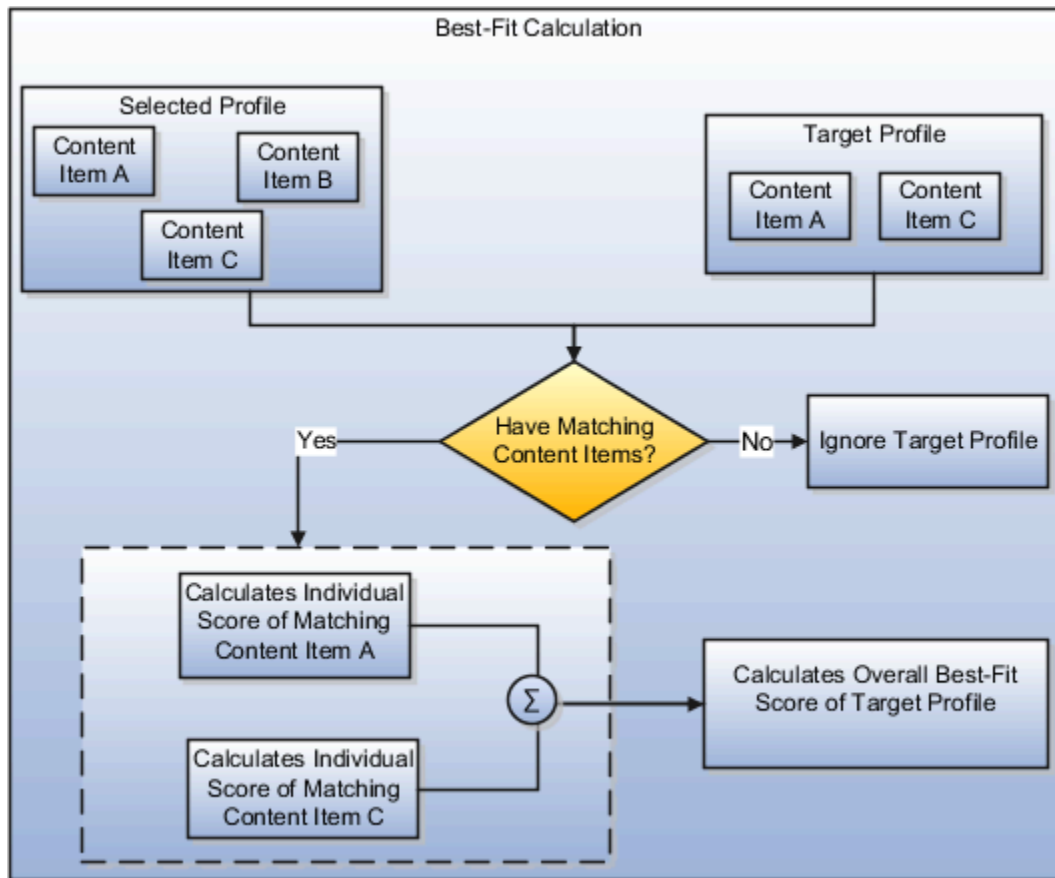 Best-Fit Calculation
Selected Profile
Content
Item A
Content
Item B
Content
Item C
Target Profile
Content
Item A
Content
Item C
Have Matching
Content Items?
Yes
No
Ignore Target Profile
Calculates Individual
Score of Matching
Content Item A
Σ
Calculates Overall Best-Fit
Score of Target Profile
Calculates Individual
Score of Matching
Content Item C